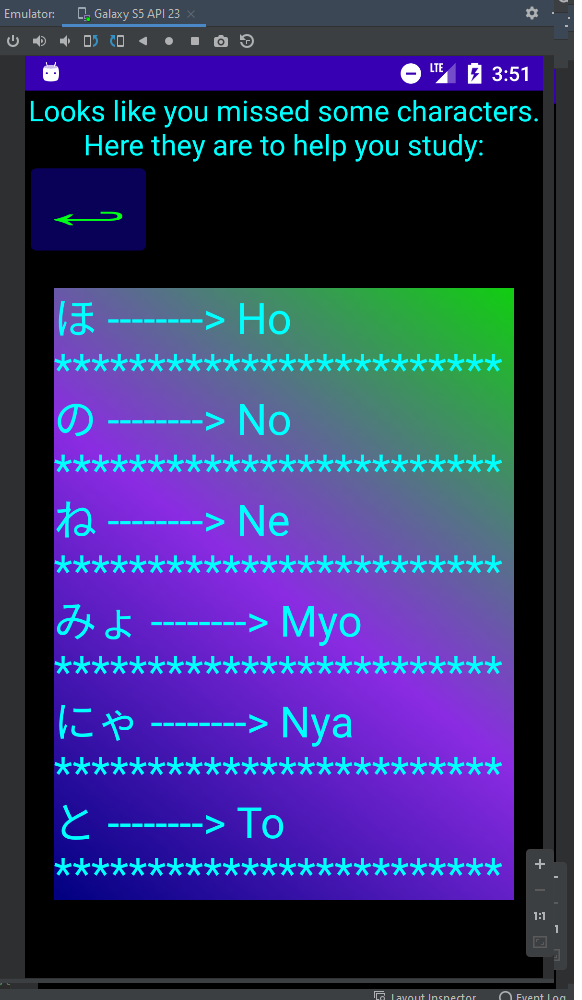 Emulator: Galaxy S5 API 23
LTE 3:51
Looks like you missed some characters.
Here they are to help you study:
ほ --------> Ho
************************
の --------> No
************************
ね --------> Ne
************************
みょ --------> Myo
************************
にゃ --------> Nya
************************
と --------> To
************************
1:1
Layout Inspector
Event Log